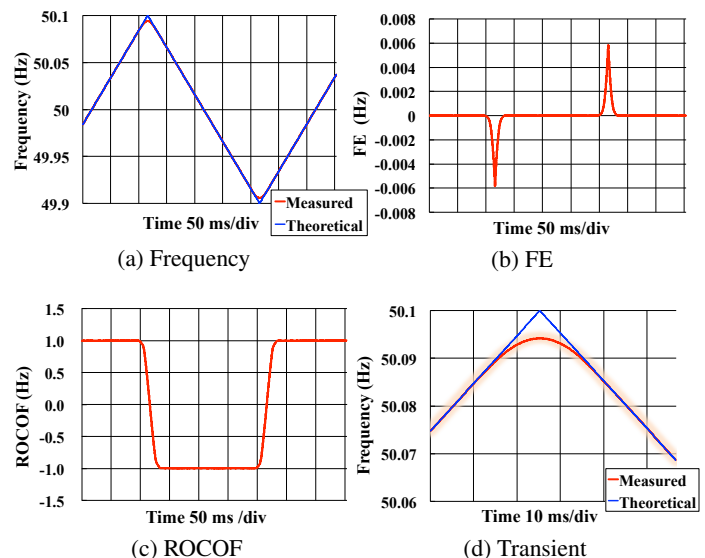 50.1
50.05
50
49.95
49.9
Frequency (Hz)
Time 50 ms/div
Measured
Theoretical
(a) Frequency
0.008
0.006
0.004
0.002
0
-0.002
-0.004
-0.006
-0.008
FE (Hz)
Time 50 ms/div
(b) FE
1.5
1.0
0.5
0.0
-0.5
-1.0
-1.5
ROCOF (Hz)
Time 50 ms /div
(c) ROCOF
50.1
50.09
50.08
50.07
50.06
Frequency (Hz)
Time 10 ms/div
Measured
Theoretical
(d) Transient